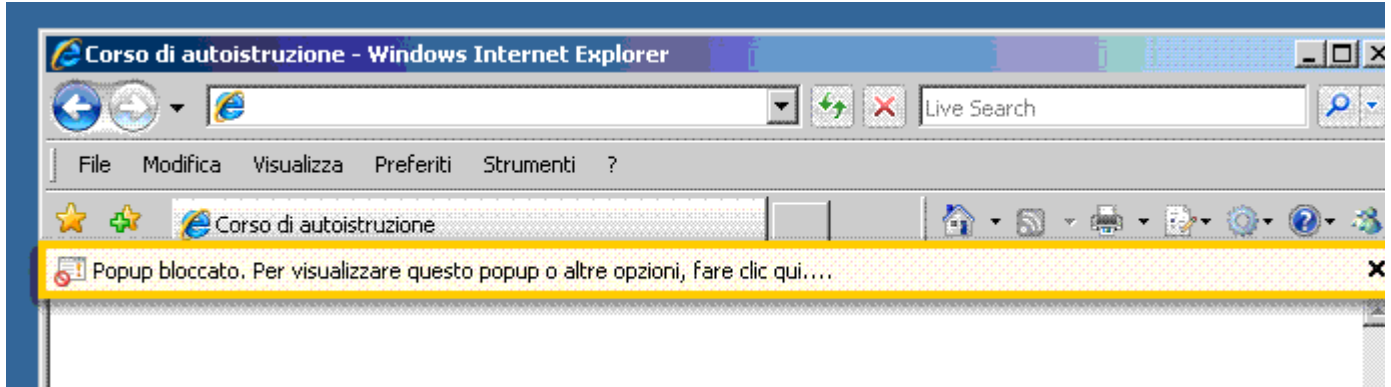 Corso di autoistruzione - Windows Internet Explorer
Live Search
File Modifica Visualizza Preferiti Strumenti ?
Corso di autoistruzione
Popup bloccato. Per visualizzare questo popup o altre opzioni, fare clic qui....